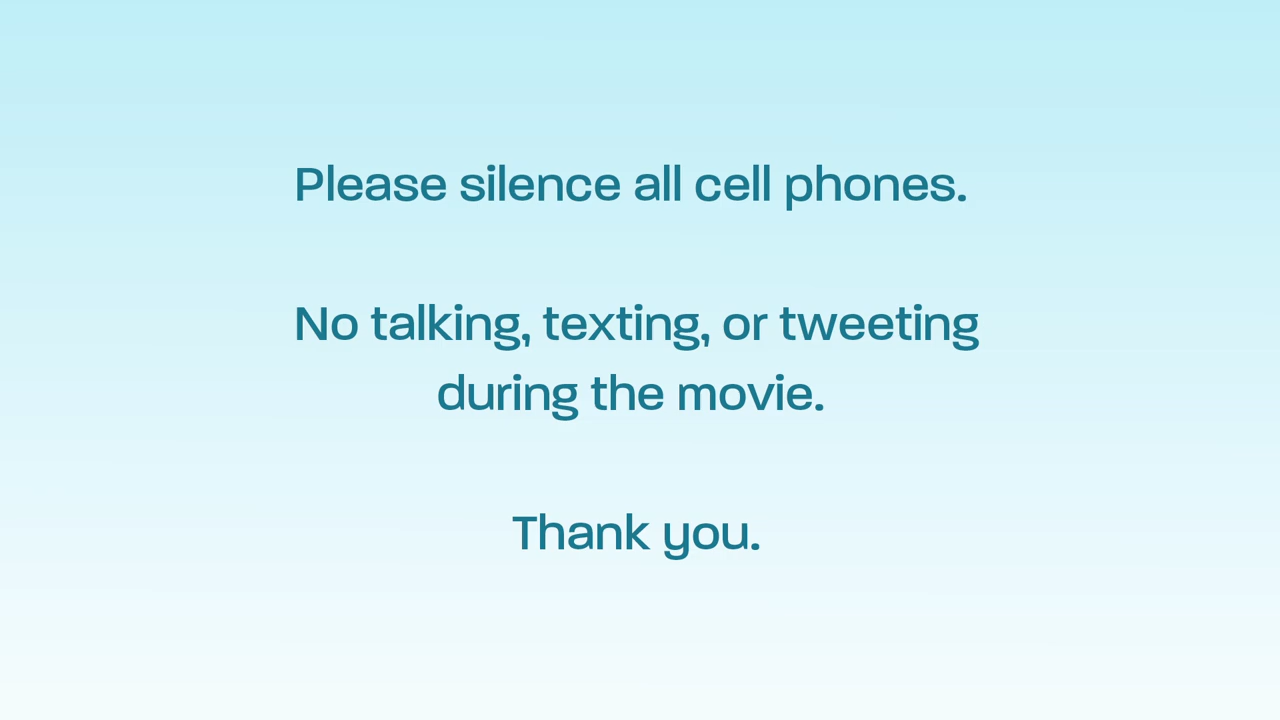 Please silence all cell phones.
No talking, texting, or tweeting
during the movie.
Thank you.